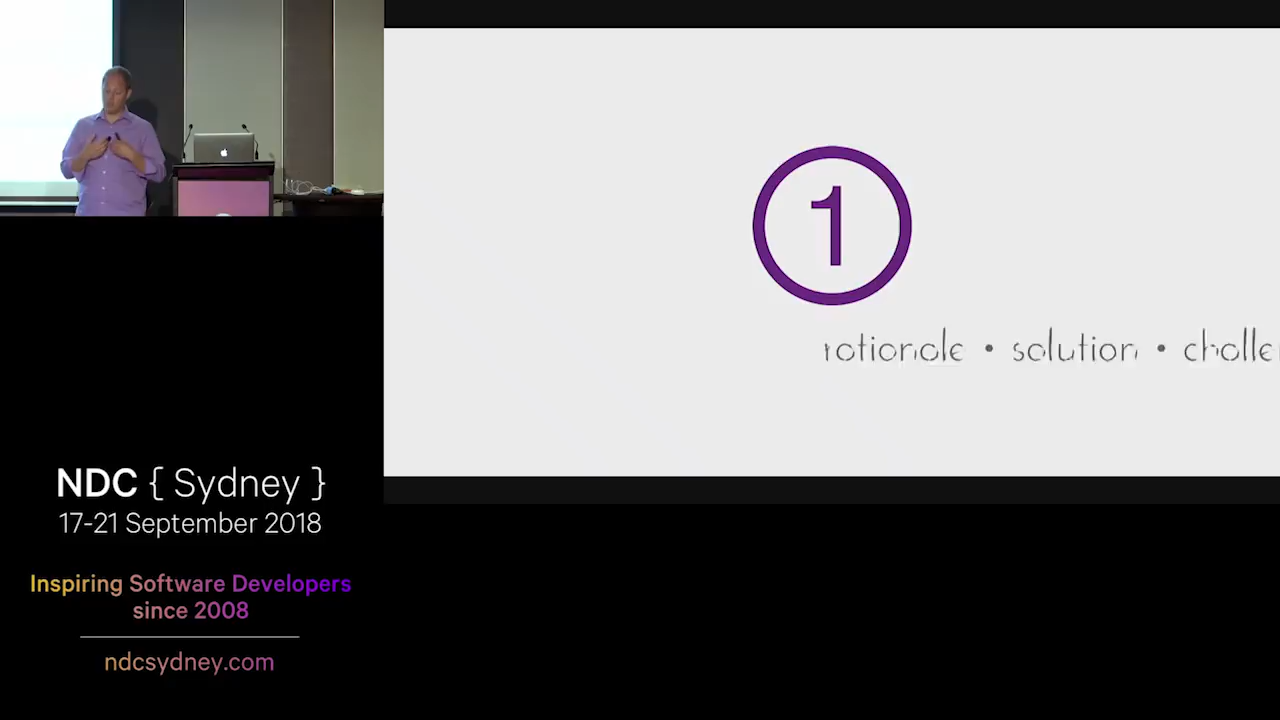 1
rationale • solution •
NDC { Sydney }
17-21 September 2018
Inspiring Software Developers
since 2008
ndcsydney.com